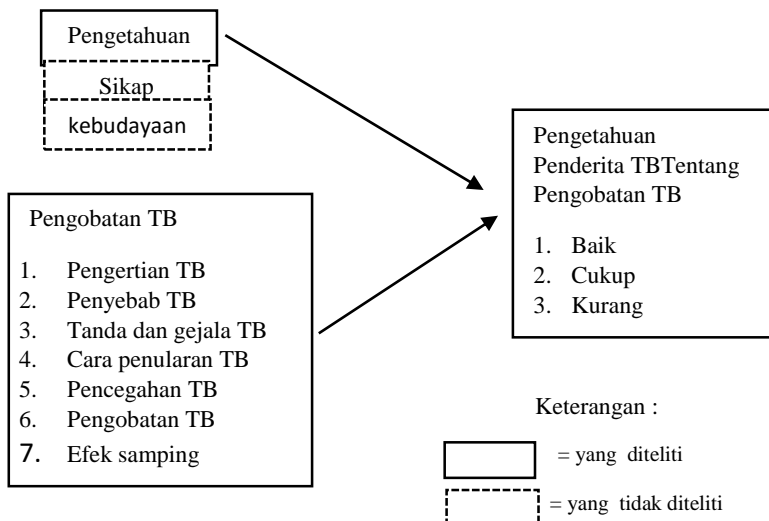 Pengetahuan
Sikap
kebudayaan
Pengobatan TB
1. Pengertian TB
2. Penyebab TB
3. Tanda dan gejala TB
4. Cara penularan TB
5. Pencegahan TB
6. Pengobatan TB
7. Efek samping
Pengetahuan
Penderita TBTentang
Pengobatan TB
1. Baik
2. Cukup
3. Kurang
Keterangan :
= yang diteliti
= yang tidak diteliti